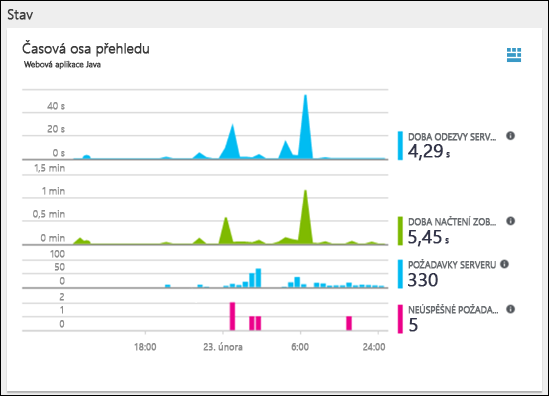 Stav
Časová osa přehledu
Webová aplikace Java
40 s
20 s
0 s
DOBA ODEZVY SERV...
4,29 s
1,5 min
1 min
0,5 min
0 min
DOBA NAČTENÍ ZOB...
5,45 s
100
50
0
POŽADAVKY SERVERU
330
2
1
0
NEÚSPĚŠNÉ POŽADA...
5
18:00
23. února
6:00
24:00